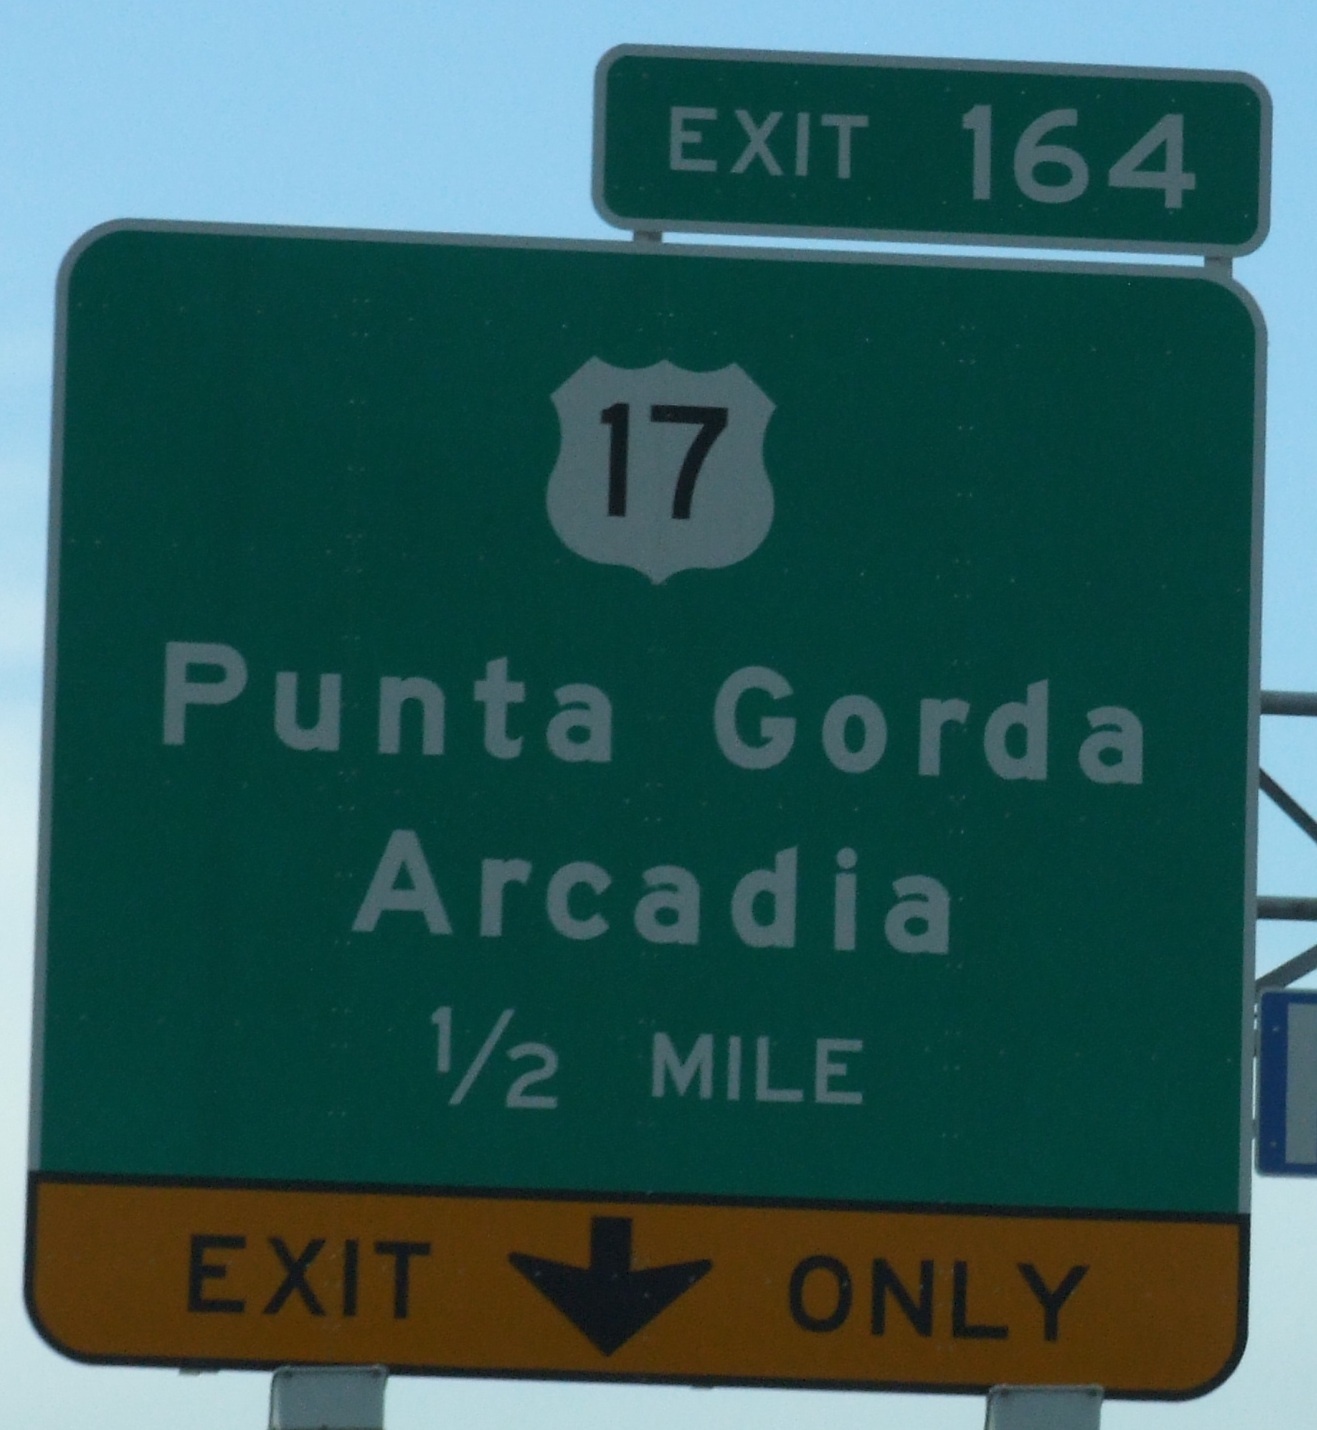 EXIT 164
17
Punta Gorda
Arcadia
1/2 MILE
EXIT ONLY